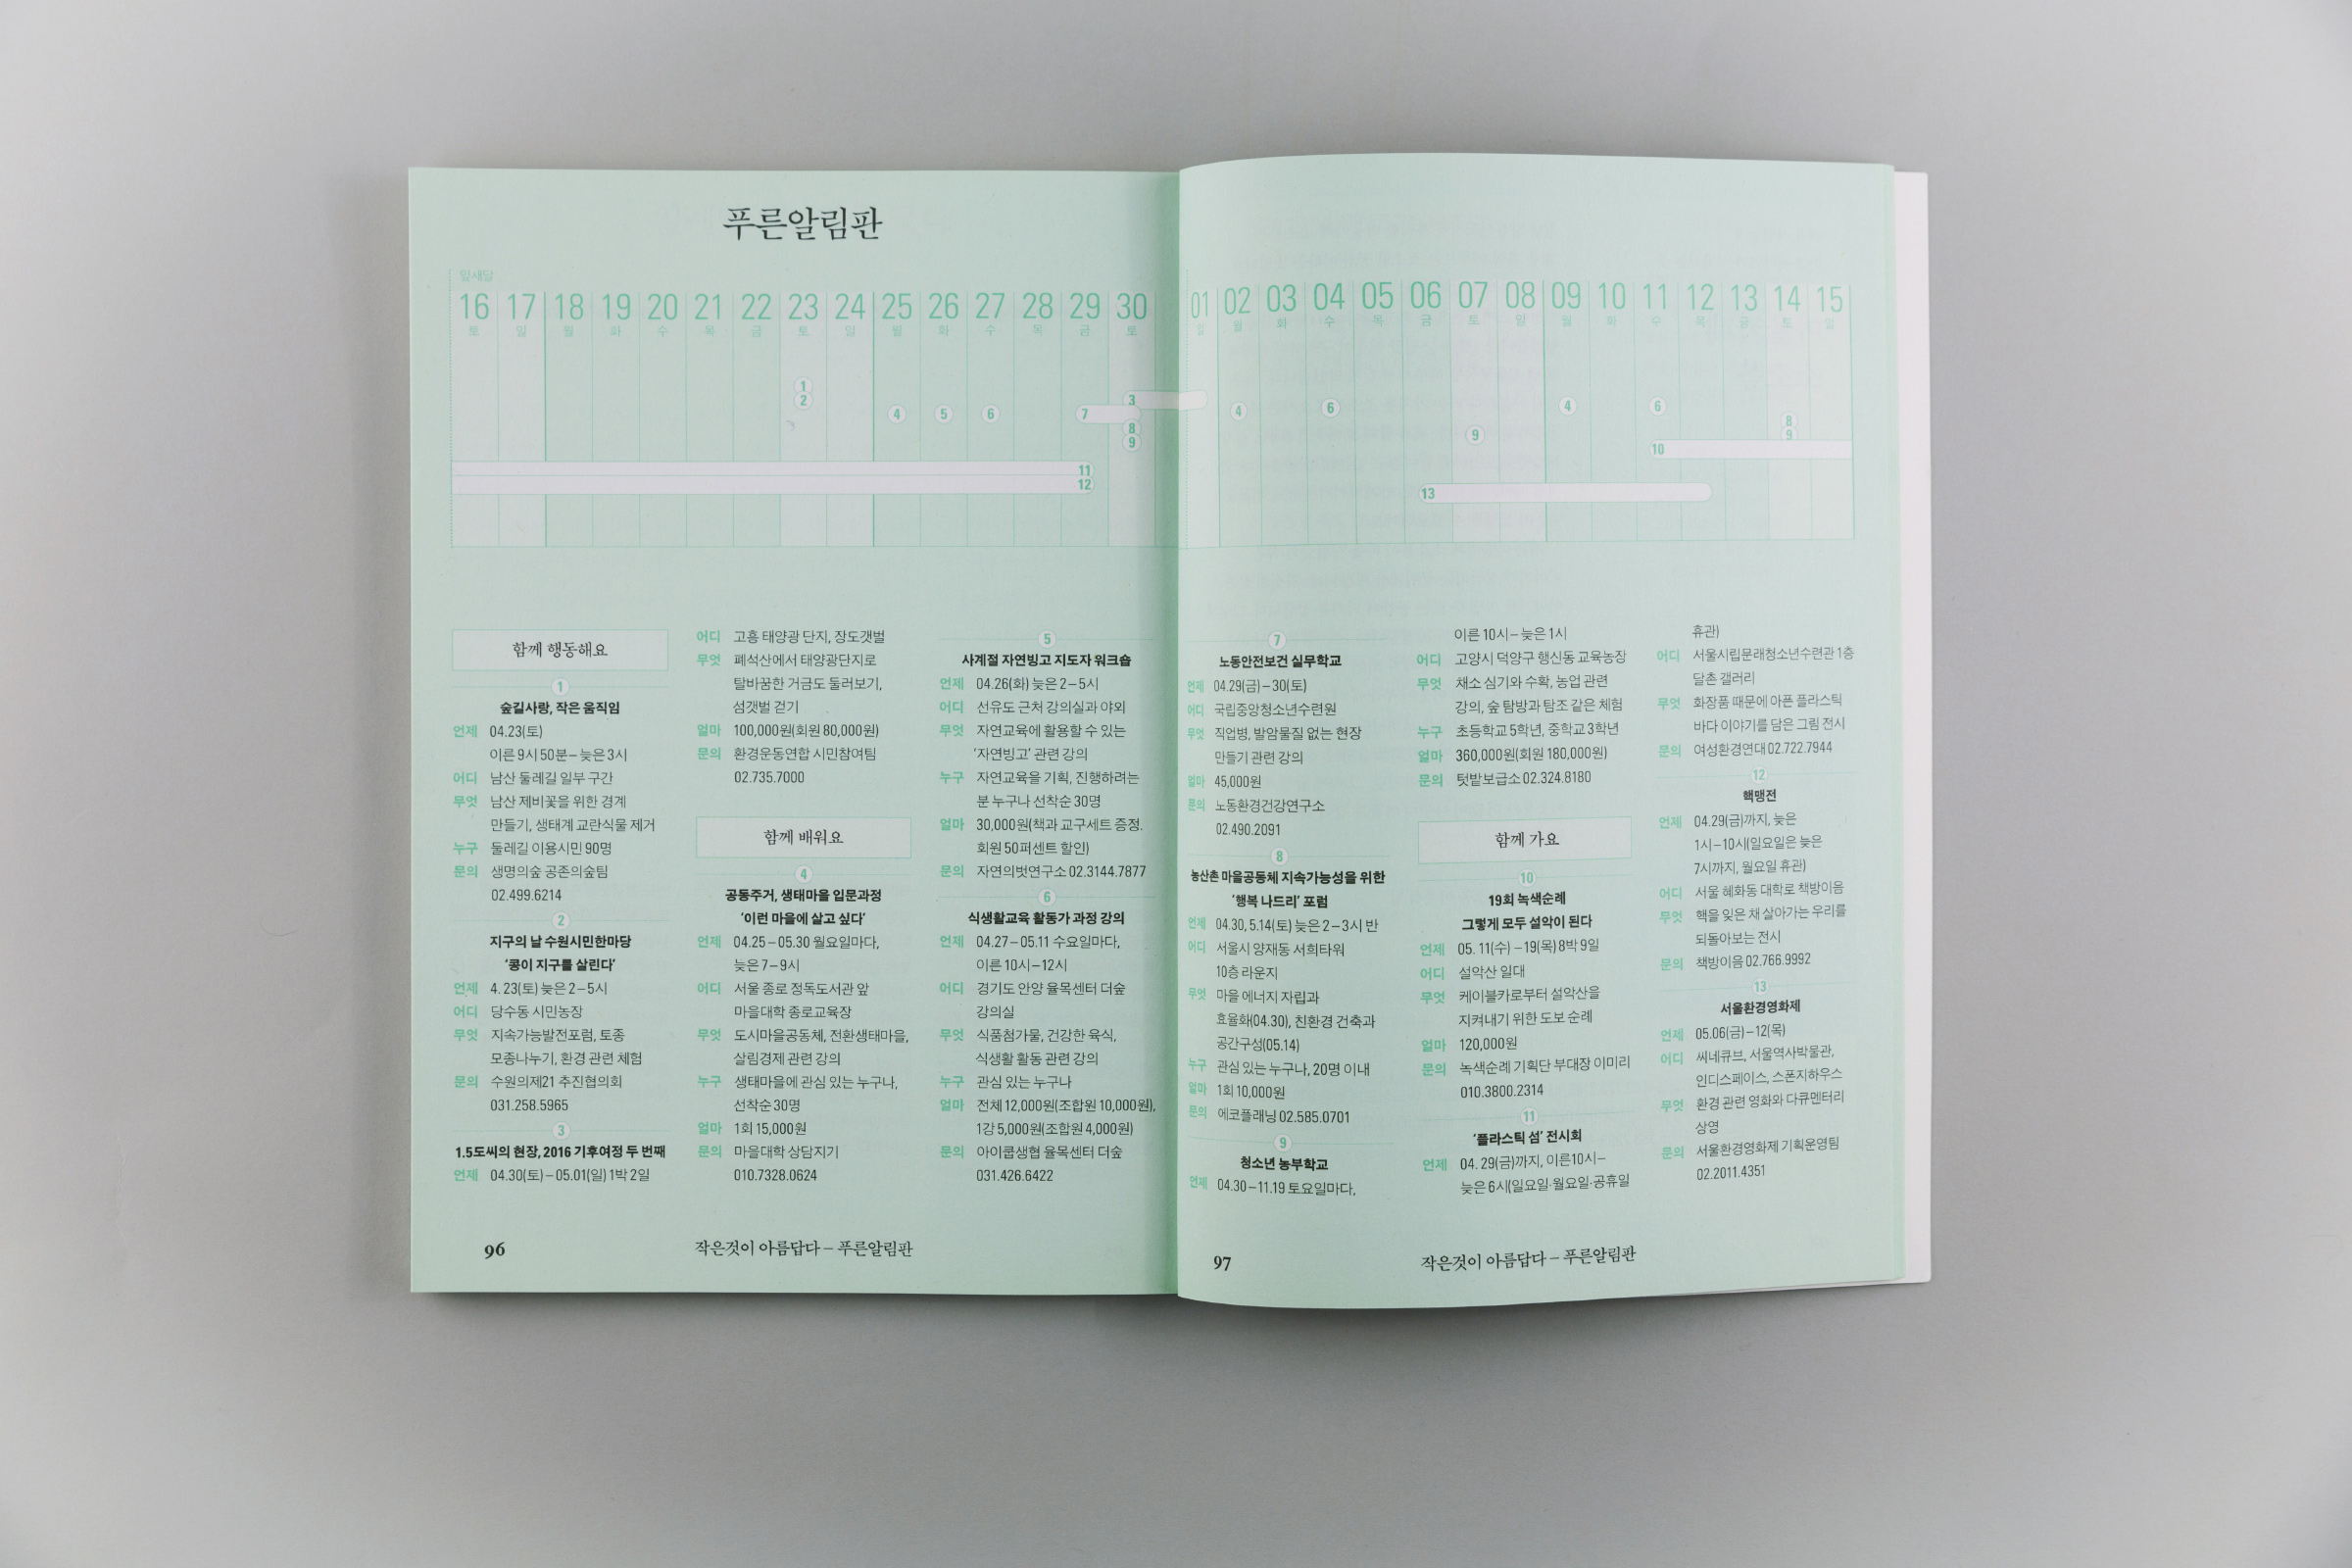 푸른알림판
잎새달
16 17 18 19 20 21 22 23 24 25 26 27 28 29 30
토 일 월 화 수 목 금 토 일 월 화 수 목 금 토
1
2
3
4 5 6 7
8
9
11
12
함께 행동해요
1
숲길사랑, 작은 움직임
언제 04.23(토)
이른 9시 50분 – 늦은 3시
어디 남산 둘레길 일부 구간
무엇 남산 제비꽃을 위한 경계
만들기, 생태계 교란식물 제거
누구 둘레길 이용시민 90명
문의 생명의숲 공존의숲팀
02.499.6214
2
지구의 날 수원시민한마당
‘콩이 지구를 살린다’
언제 4. 23(토) 늦은 2 – 5시
어디 당수동 시민농장
무엇 지속가능발전포럼, 토종
모종나누기, 환경 관련 체험
문의 수원의제21 추진협의회
031.258.5965
3
1.5도씨의 현장, 2016 기후여정 두 번째
언제 04.30(토) – 05.01(일) 1박 2일
어디 고흥 태양광 단지, 장도갯벌
무엇 폐석산에서 태양광단지로
탈바꿈한 거금도 둘러보기,
섬갯벌 걷기
얼마 100,000원(회원 80,000원)
문의 환경운동연합 시민참여팀
02.735.7000
함께 배워요
4
공동주거, 생태마을 입문과정
‘이런 마을에 살고 싶다’
언제 04.25 – 05.30 월요일마다,
늦은 7 – 9시
어디 서울 종로 정독도서관 앞
마을대학 종로교육장
무엇 도시마을공동체, 전환생태마을,
살림경제 관련 강의
누구 생태마을에 관심 있는 누구나,
선착순 30명
얼마 1회 15,000원
문의 마을대학 상담지기
010.7328.0624
5
사계절 자연빙고 지도자 워크숍
언제 04.26(화) 늦은 2 – 5시
어디 선유도 근처 강의실과 야외
무엇 자연교육에 활용할 수 있는
‘자연빙고’ 관련 강의
누구 자연교육을 기획, 진행하려는
분 누구나 선착순 30명
얼마 30,000원(책과 교구세트 증정.
회원 50퍼센트 할인)
문의 자연의벗연구소 02.3144.7877
6
식생활교육 활동가 과정 강의
언제 04.27 – 05.11 수요일마다,
이른 10시 – 12시
어디 경기도 안양 율목센터 더숲
강의실
무엇 식품첨가물, 건강한 육식,
식생활 활동 관련 강의
누구 관심 있는 누구나
얼마 전체 12,000원(조합원 10,000원),
1강 5,000원(조합원 4,000원)
문의 아이쿱생협 율목센터 더숲
031.426.6422
96
작은것이 아름답다 – 푸른알림판
01 02 03 04 05 06 07 08 09 10 11 12 13 14 15
일 월 화 수 목 금 토 일 월 화 수 목 금 토 일
4 6 4 6
8
9 9
10
13
7
노동안전보건 실무학교
언제 04.29(금) – 30(토)
어디 국립중앙청소년수련원
무엇 직업병, 발암물질 없는 현장
만들기 관련 강의
얼마 45,000원
문의 노동환경건강연구소
02.490.2091
8
농산촌 마을공동체 지속가능성을 위한
‘행복 나드리’ 포럼
언제 04.30, 5.14(토) 늦은 2 – 3시 반
어디 서울시 양재동 서희타워
10층 라운지
무엇 마을 에너지 자립과
효율화(04.30), 친환경 건축과
공간구성(05.14)
누구 관심 있는 누구나, 20명 이내
얼마 1회 10,000원
문의 에코플래닝 02.585.0701
9
청소년 농부학교
언제 04.30 – 11.19 토요일마다,
이른 10시 – 늦은 1시
어디 고양시 덕양구 행신동 교육농장
무엇 채소 심기와 수확, 농업 관련
강의, 숲 탐방과 탐조 같은 체험
누구 초등학교 5학년, 중학교 3학년
얼마 360,000원(회원 180,000원)
문의 텃밭보급소 02.324.8180
함께 가요
10
19회 녹색순례
그렇게 모두 설악이 된다
언제 05. 11(수) – 19(목) 8박 9일
어디 설악산 일대
무엇 케이블카로부터 설악산을
지켜내기 위한 도보 순례
얼마 120,000원
문의 녹색순례 기획단 부대장 이미리
010.3800.2314
11
‘플라스틱 섬’ 전시회
언제 04. 29(금)까지, 이른10시 –
늦은 6시(일요일·월요일·공휴일
휴관)
어디 서울시립문래청소년수련관 1층
달촌 갤러리
무엇 화장품 때문에 아픈 플라스틱
바다 이야기를 담은 그림 전시
문의 여성환경연대 02.722.7944
12
핵맹전
언제 04.29(금)까지, 늦은
1시 – 10시(일요일은 늦은
7시까지, 월요일 휴관)
어디 서울 혜화동 대학로 책방이음
무엇 핵을 잊은 채 살아가는 우리를
되돌아보는 전시
문의 책방이음 02.766.9992
13
서울환경영화제
언제 05.06(금) – 12(목)
어디 씨네큐브, 서울역사박물관,
인디스페이스, 스폰지하우스
무엇 환경 관련 영화와 다큐멘터리
상영
문의 서울환경영화제 기획운영팀
02.2011.4351
97
작은것이 아름답다 – 푸른알림판